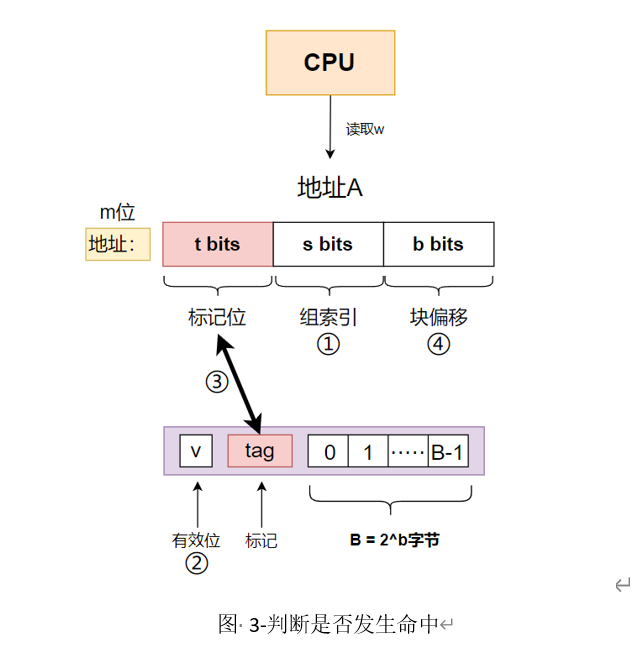 CPU
读取w
地址A
m位
地址：
t bits
s bits
b bits
标记位
组索引
块偏移
①
④
③
v
tag
0
1
·····
B-1
有效位
标记
B = 2^b字节
②
图 3-判断是否发生命中